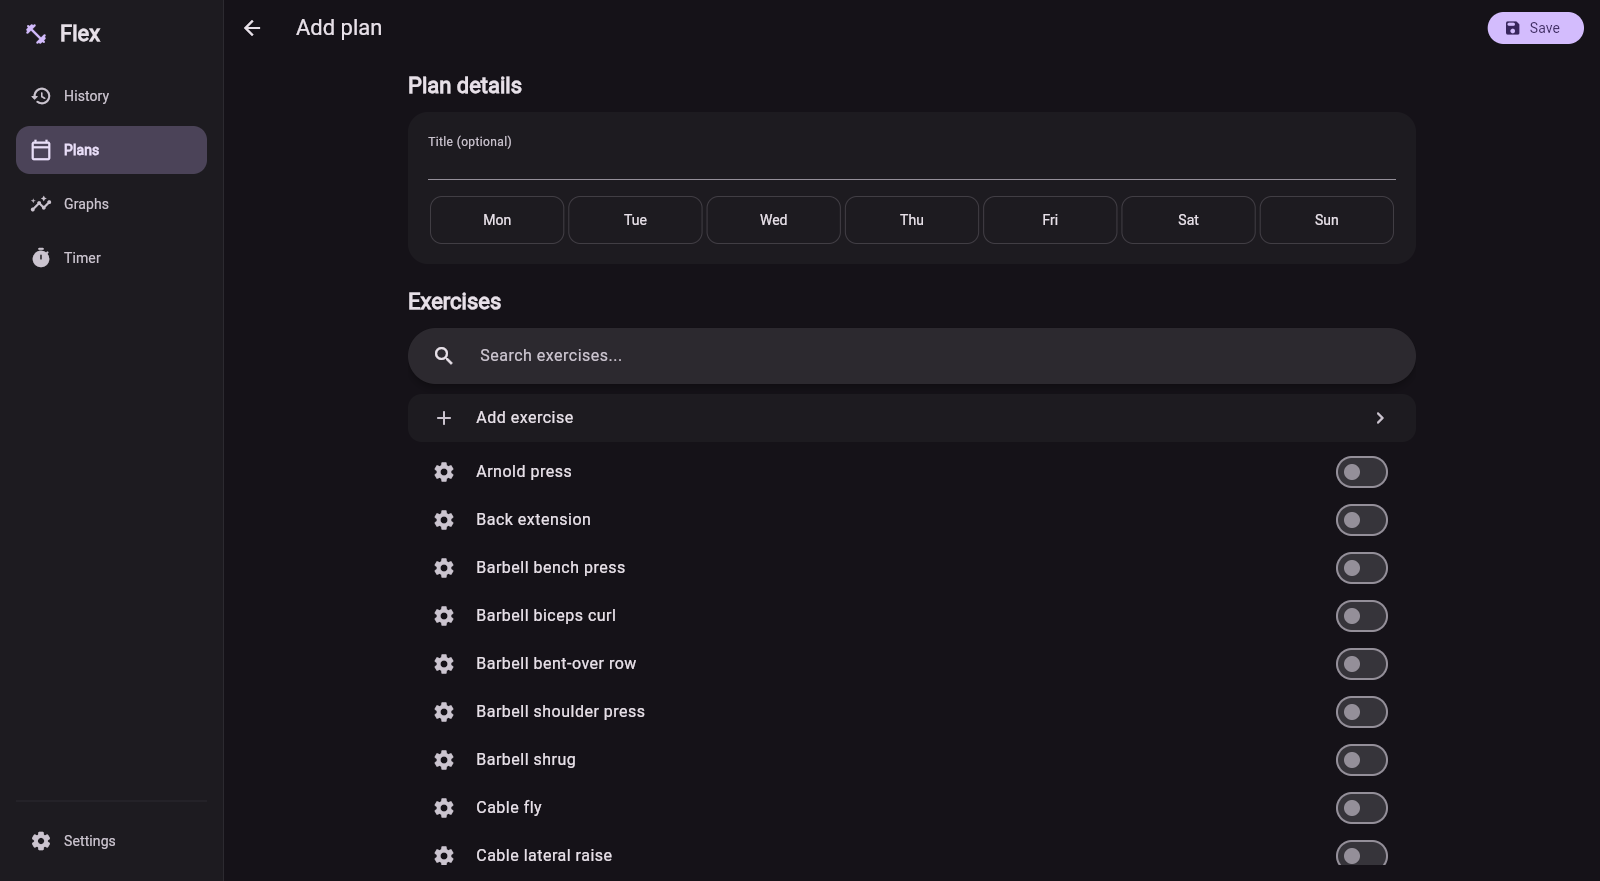 Flex
History
Plans
Graphs
Timer
Settings
Add plan
Save
Plan details
Title (optional)
Mon Tue Wed Thu Fri Sat Sun
Exercises
Search exercises...
Add exercise
Arnold press
Back extension
Barbell bench press
Barbell biceps curl
Barbell bent-over row
Barbell shoulder press
Barbell shrug
Cable fly
Cable lateral raise